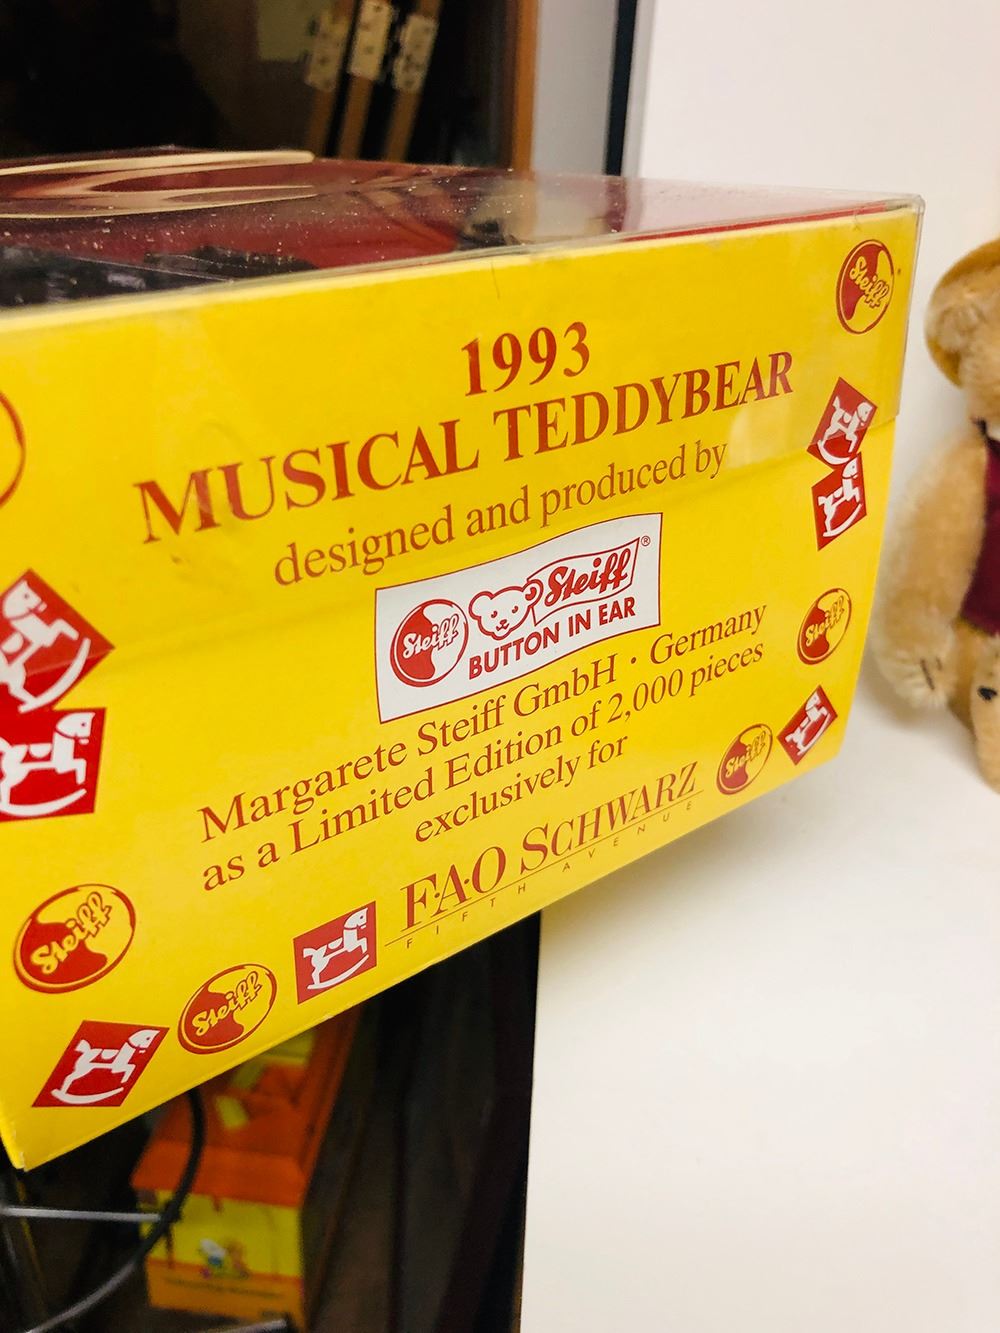 Steiff
1993
MUSICAL TEDDYBEAR
designed and produced by
Steiff
Steiff ®
BUTTON IN EAR
Margarete Steiff GmbH · Germany
as a Limited Edition of 2,000 pieces
exclusively for
F·A·O SCHWARZ
FIFTH AVENUE
Steiff
Steiff
Steiff
Steiff